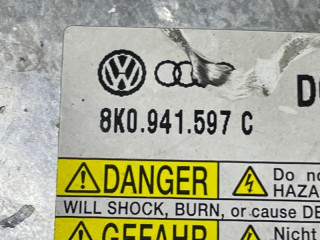 8K0.941.597 C
DANGER
Do no
HAZA
WILL SHOCK, BURN, or cause DE
GEFAHR
Nicht